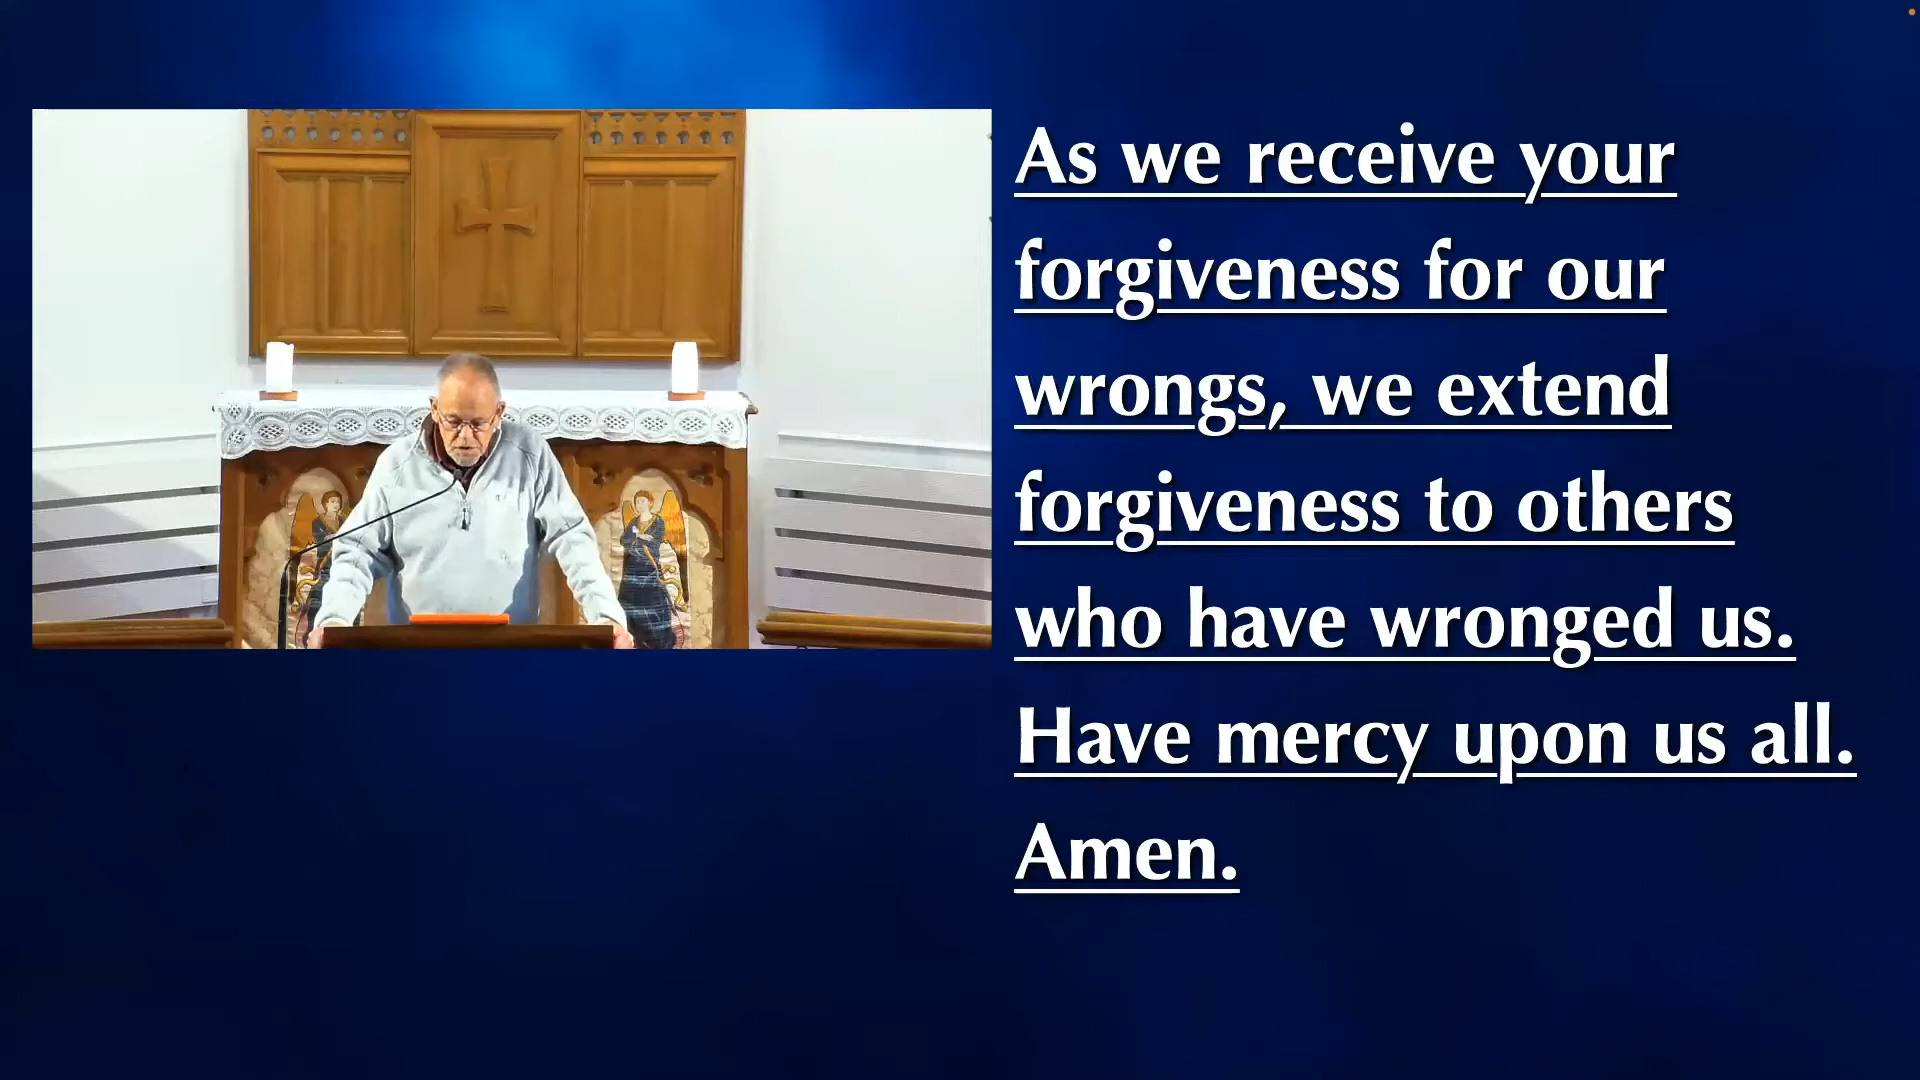 As we receive your
forgiveness for our
wrongs, we extend
forgiveness to others
who have wronged us.
Have mercy upon us all.
Amen.